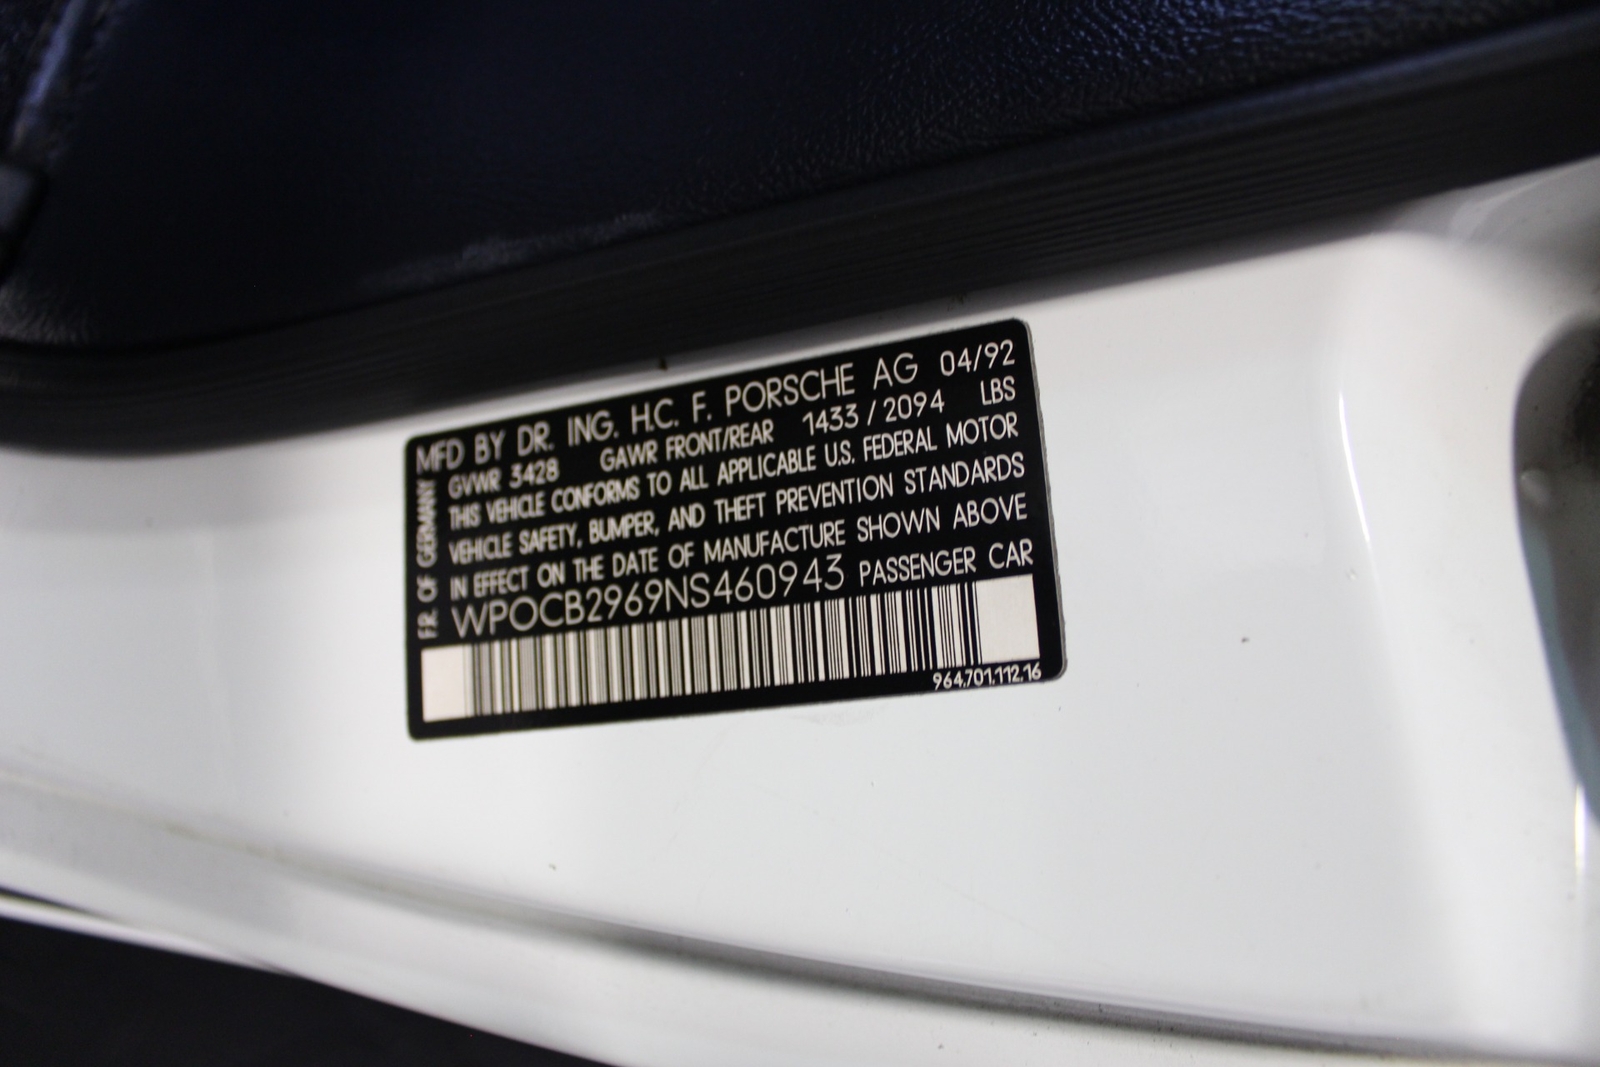 MFD BY DR. ING. H.C. F. PORSCHE AG 04/92
GVWR 3428 GAWR FRONT/REAR 1433 / 2094 LBS
THIS VEHICLE CONFORMS TO ALL APPLICABLE U.S. FEDERAL MOTOR
VEHICLE SAFETY, BUMPER, AND THEFT PREVENTION STANDARDS
IN EFFECT ON THE DATE OF MANUFACTURE SHOWN ABOVE
WP0CB2969NS460943 PASSENGER CAR
F.R. OF GERMANY
964.701.112.16